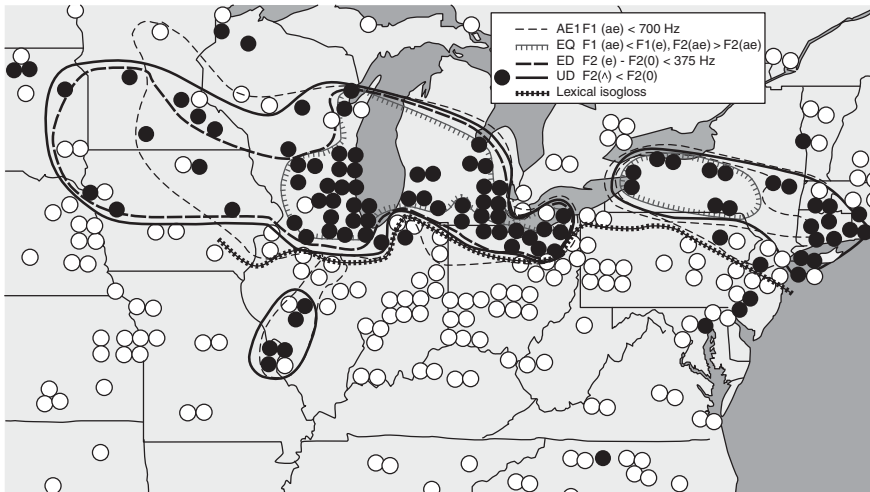 AE1 F1 (ae) < 700 Hz
EQ F1 (ae) < F1(e), F2(ae) > F2(ae)
ED F2 (e) - F2(0) < 375 Hz
UD F2(ʌ) < F2(0)
Lexical isogloss